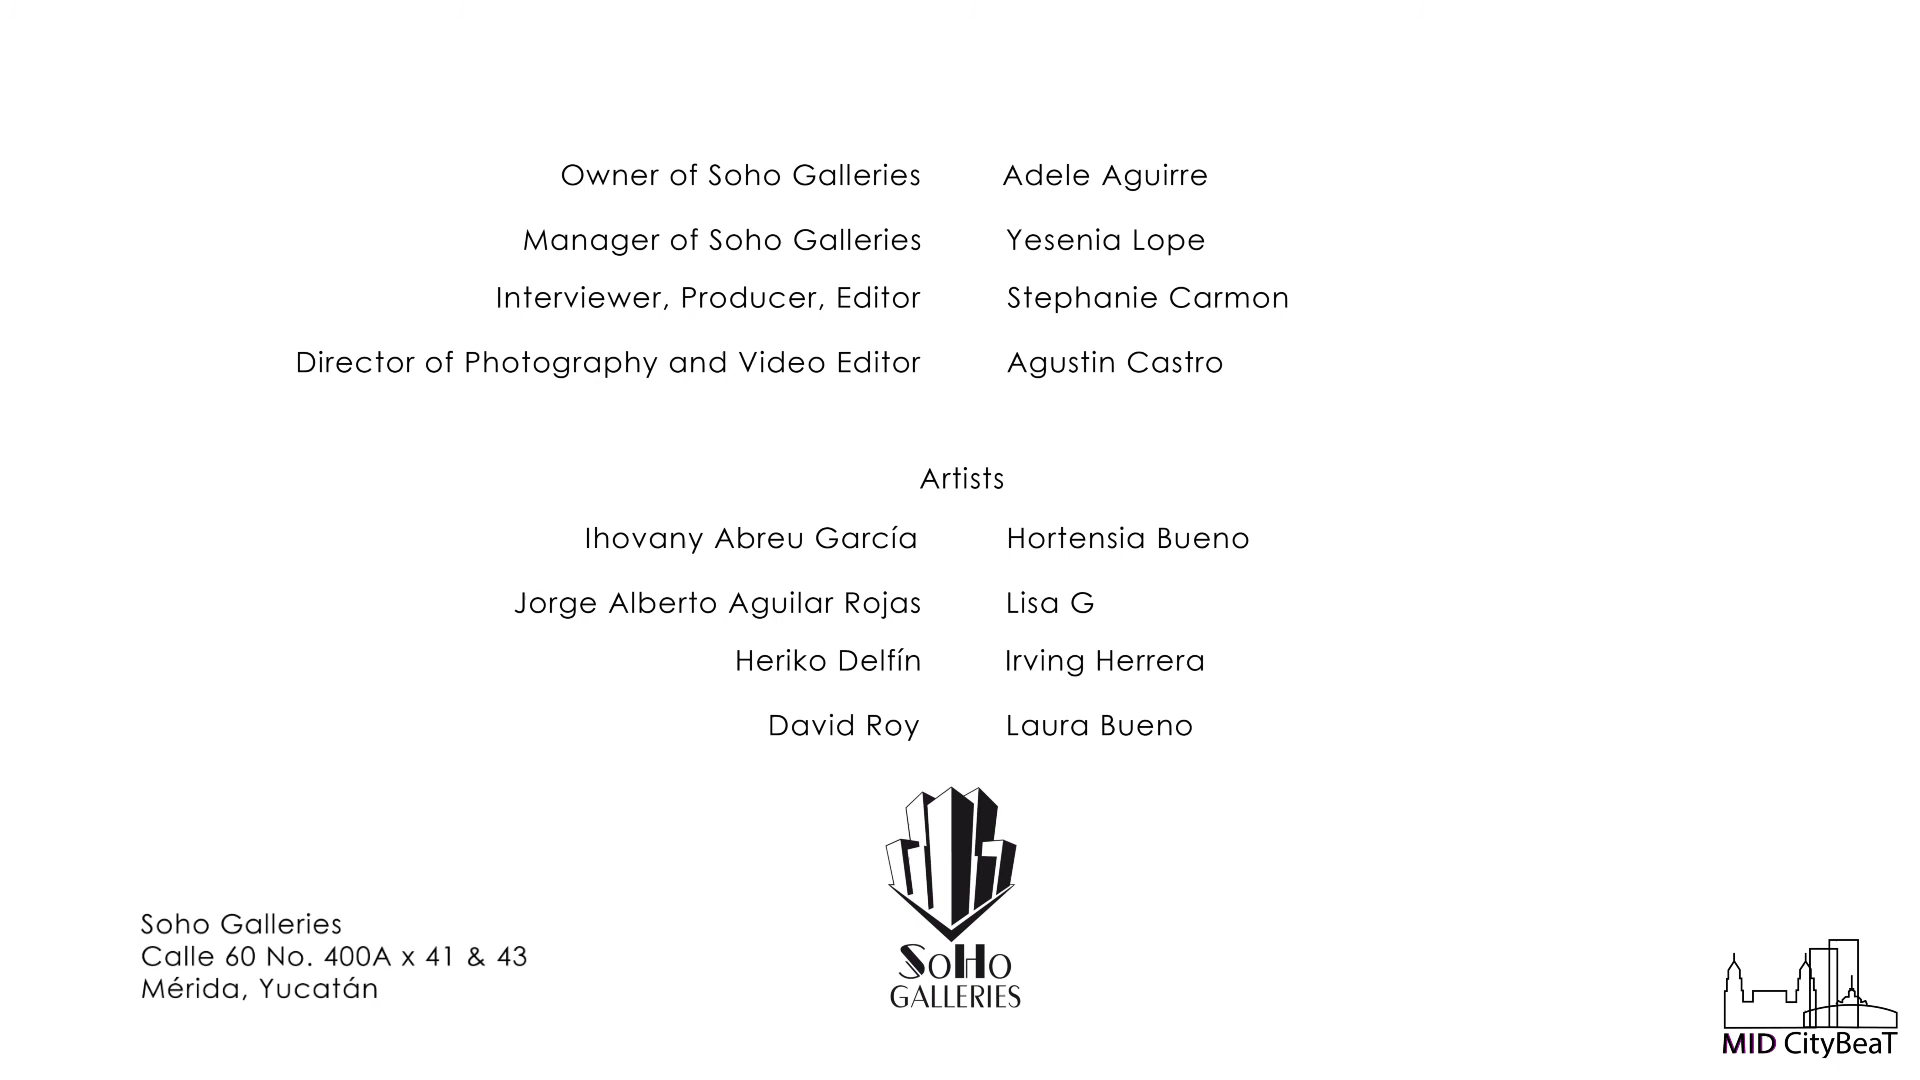 Owner of Soho Galleries Adele Aguirre
Manager of Soho Galleries Yesenia Lope
Interviewer, Producer, Editor Stephanie Carmon
Director of Photography and Video Editor Agustin Castro
Artists
Ihovany Abreu García Hortensia Bueno
Jorge Alberto Aguilar Rojas Lisa G
Heriko Delfín Irving Herrera
David Roy Laura Bueno
Soho Galleries
Calle 60 No. 400A x 41 & 43
Mérida, Yucatán
SoHo
GALLERIES
MID CityBeaT